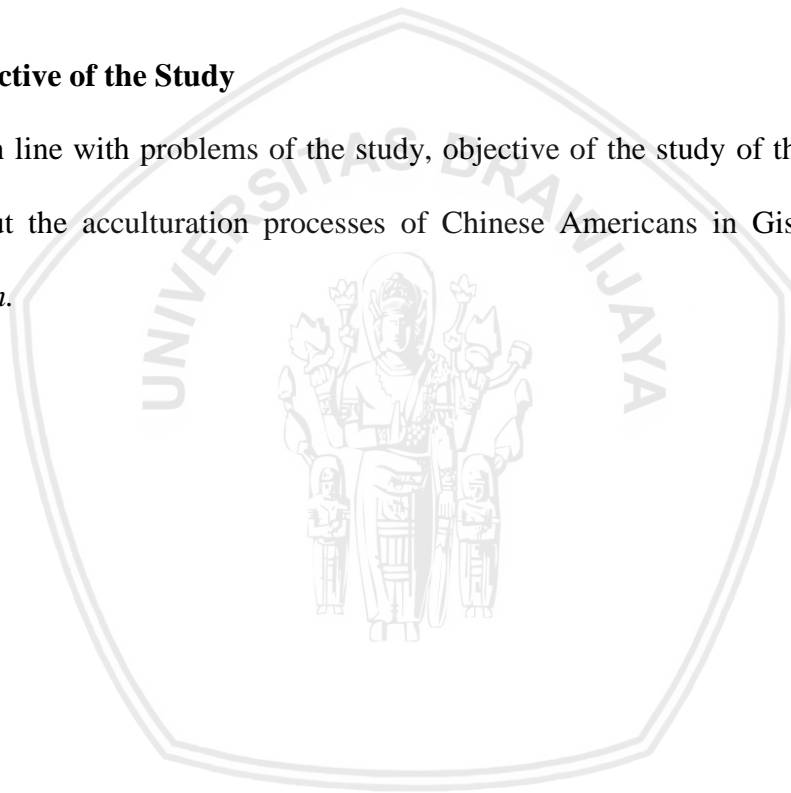 ctive of the Study
n line with problems of the study, objective of the study of th
ut the acculturation processes of Chinese Americans in Gis
n.
UNIVERSITAS BRAWIJAYA